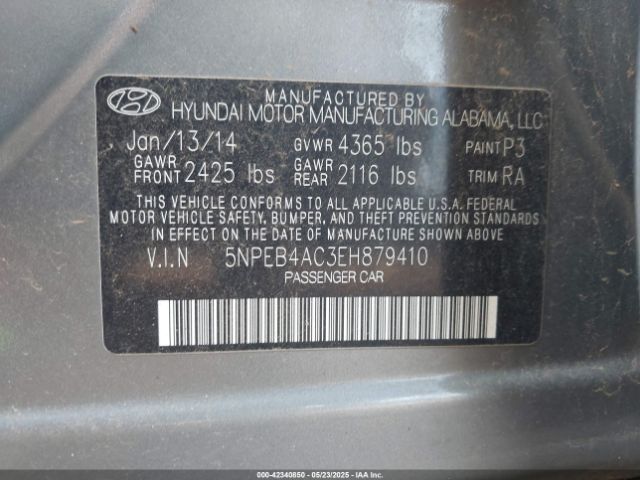 MANUFACTURED BY
HYUNDAI MOTOR MANUFACTURING ALABAMA, LLC
Jan/13/14 GVWR 4365 lbs PAINT P3
GAWR FRONT 2425 lbs GAWR REAR 2116 lbs TRIM RA
THIS VEHICLE CONFORMS TO ALL APPLICABLE U.S.A. FEDERAL
MOTOR VEHICLE SAFETY, BUMPER, AND THEFT PREVENTION STANDARDS
IN EFFECT ON THE DATE OF MANUFACTURE SHOWN ABOVE.
V.I.N 5NPEB4AC3EH879410
PASSENGER CAR
000-42340850 - 05/23/2025 - IAAI, Inc. Copyright